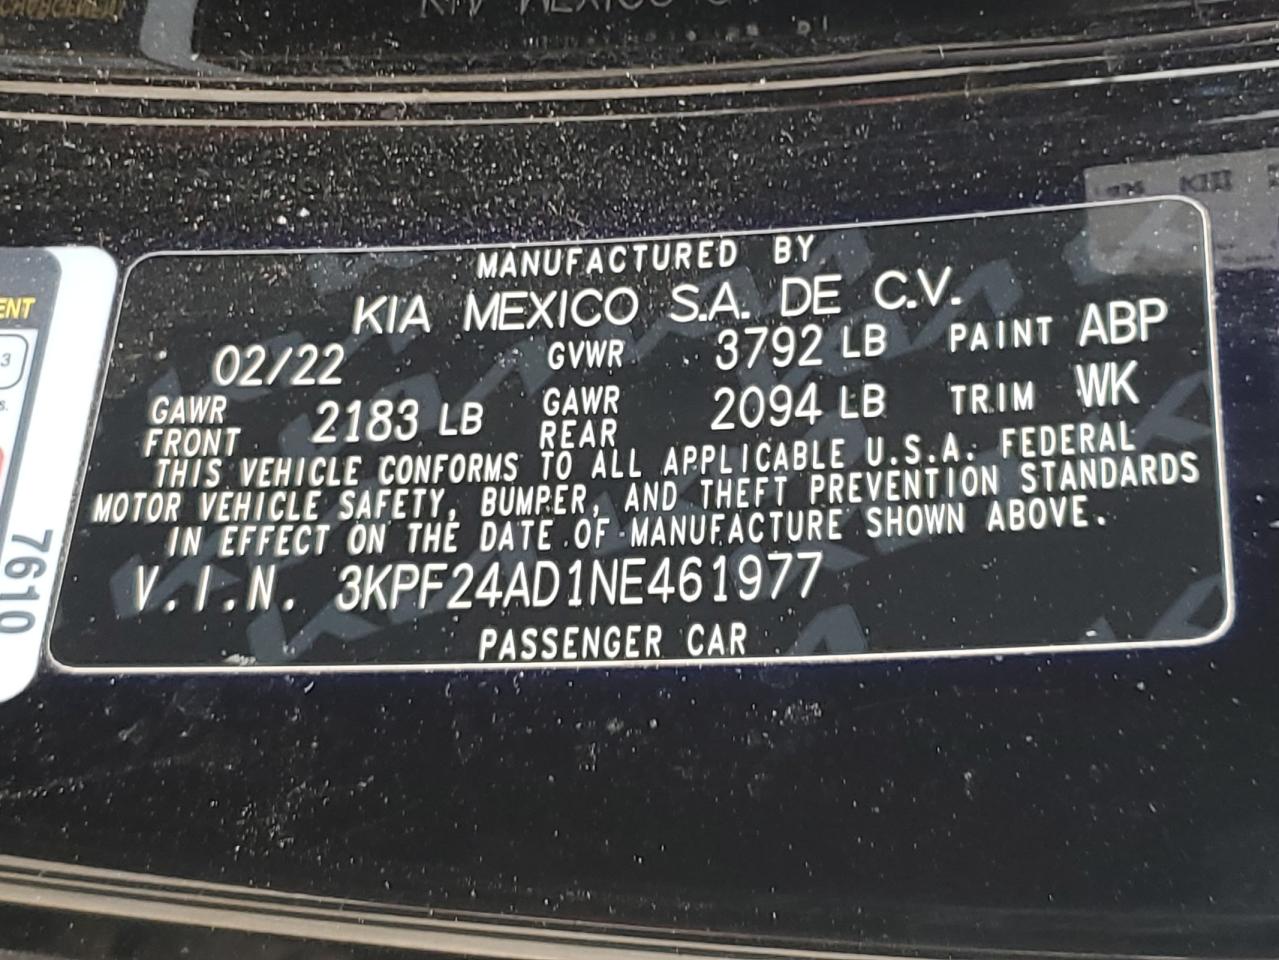 MANUFACTURED BY
KIA MEXICO S.A. DE C.V.
02/22 GVWR 3792 LB PAINT ABP
GAWR FRONT 2183 LB GAWR REAR 2094 LB TRIM WK
THIS VEHICLE CONFORMS TO ALL APPLICABLE U.S.A. FEDERAL
MOTOR VEHICLE SAFETY, BUMPER, AND THEFT PREVENTION STANDARDS
IN EFFECT ON THE DATE OF MANUFACTURE SHOWN ABOVE.
V.I.N. 3KPF24AD1NE461977
PASSENGER CAR
7610